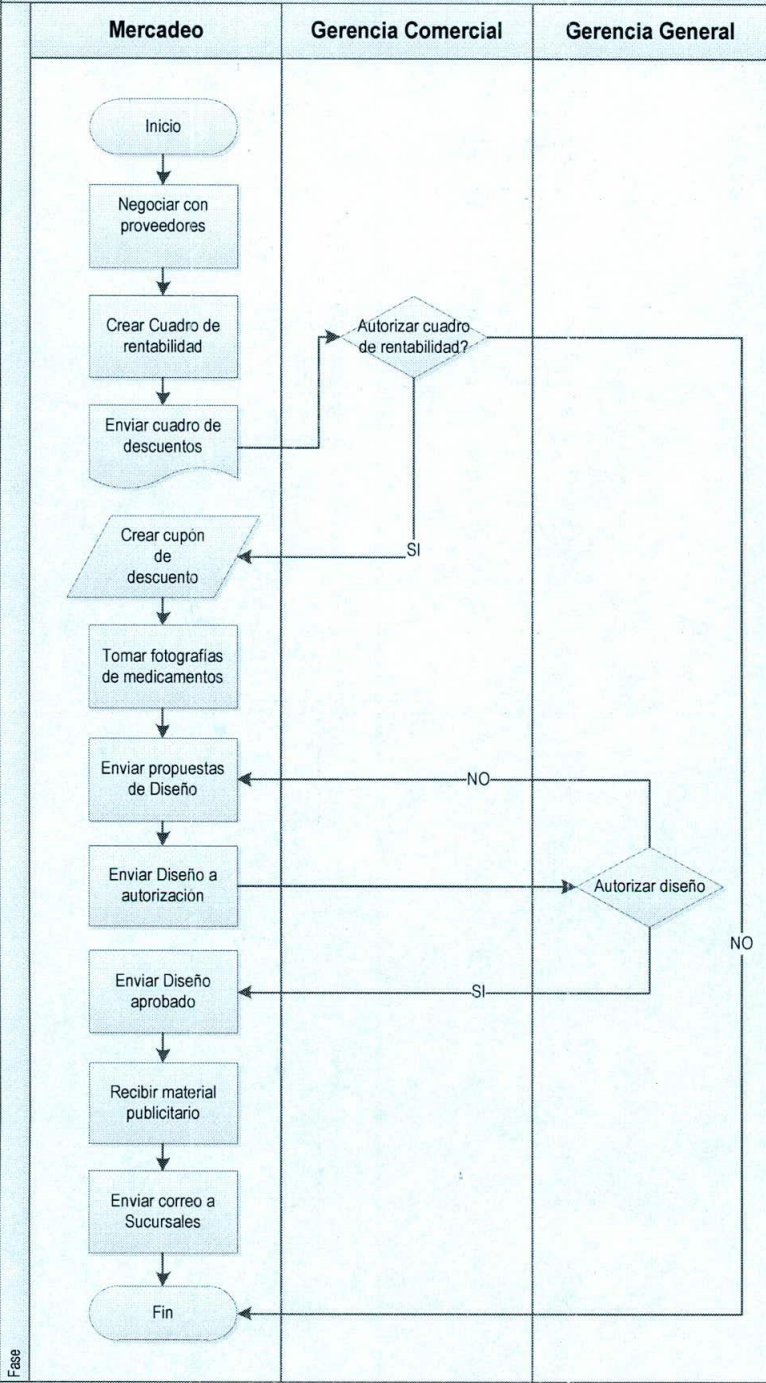 Mercadeo
Gerencia Comercial
Gerencia General
Inicio
Negociar con
proveedores
Crear Cuadro de
rentabilidad
Autorizar cuadro
de rentabilidad?
Enviar cuadro de
descuentos
SI
Crear cupón
de
descuento
Tomar fotografías
de medicamentos
Enviar propuestas
de Diseño
NO
Enviar Diseño a
autorización
Autorizar diseño
NO
Enviar Diseño
aprobado
SI
Recibir material
publicitario
Enviar correo a
Sucursales
Fin
Fase